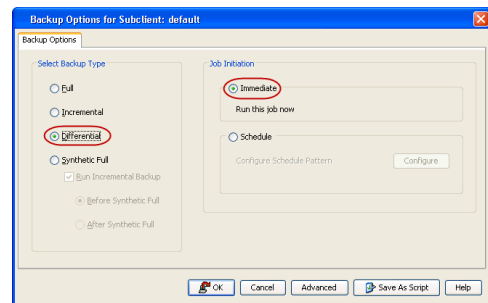 Backup Options for Subclient: default
Backup Options
Select Backup Type
Full
Incremental
Differential
Synthetic Full
Run Incremental Backup
Before Synthetic Full
After Synthetic Full
Job Initiation
Immediate
Run this job now
Schedule
Configure Schedule Pattern
Configure
OK
Cancel
Advanced
Save As Script
Help